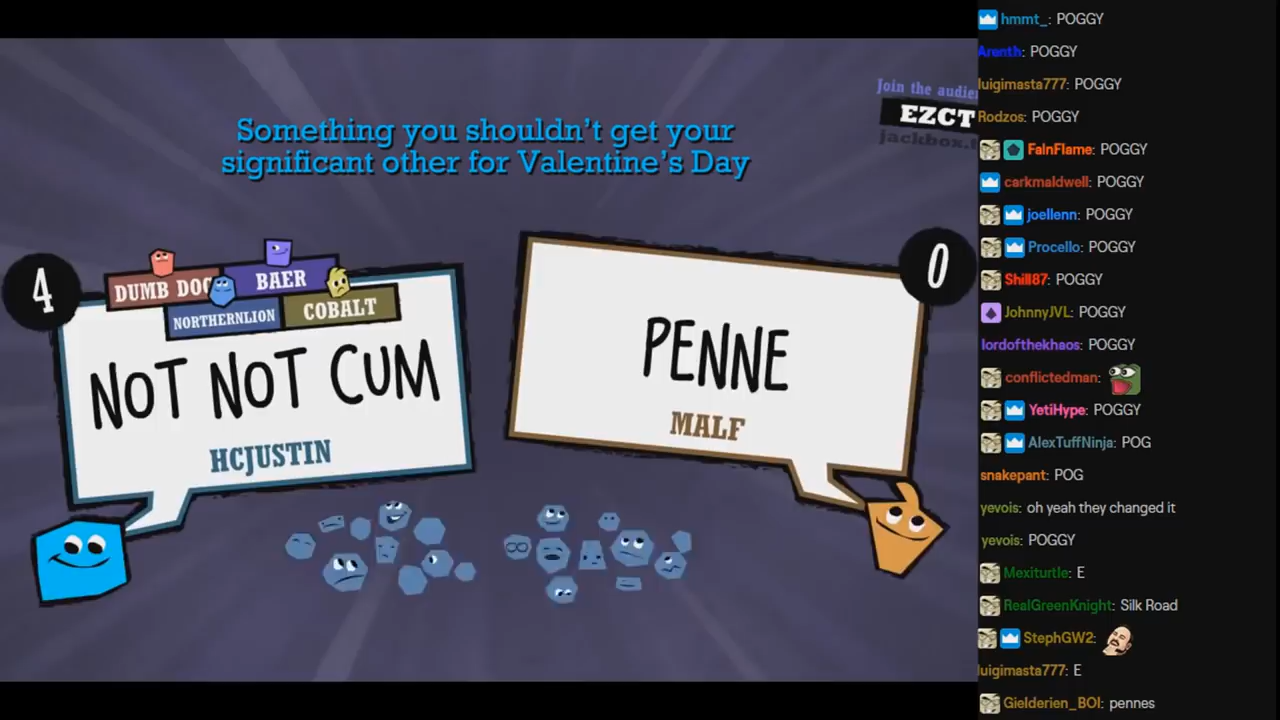 Something you shouldn't get your
significant other for Valentine's Day
Join the audie
EZCT
jackbox.t
4
DUMB DOG
BAER
NORTHERNLION
COBALT
NOT NOT CUM
HCJUSTIN
0
PENNE
MALF
hmmt_: POGGY
Arenth: POGGY
luigimasta777: POGGY
Rodzos: POGGY
FalnFlame: POGGY
carkmaldwell: POGGY
joellenn: POGGY
Procello: POGGY
Shill87: POGGY
JohnnyJVL: POGGY
lordofthekhaos: POGGY
conflictedman:
YetiHype: POGGY
AlexTuffNinja: POG
snakepant: POG
yevois: oh yeah they changed it
yevois: POGGY
Mexiturtle: E
RealGreenKnight: Silk Road
StephGW2:
luigimasta777: E
Gielderien_BOI: pennes